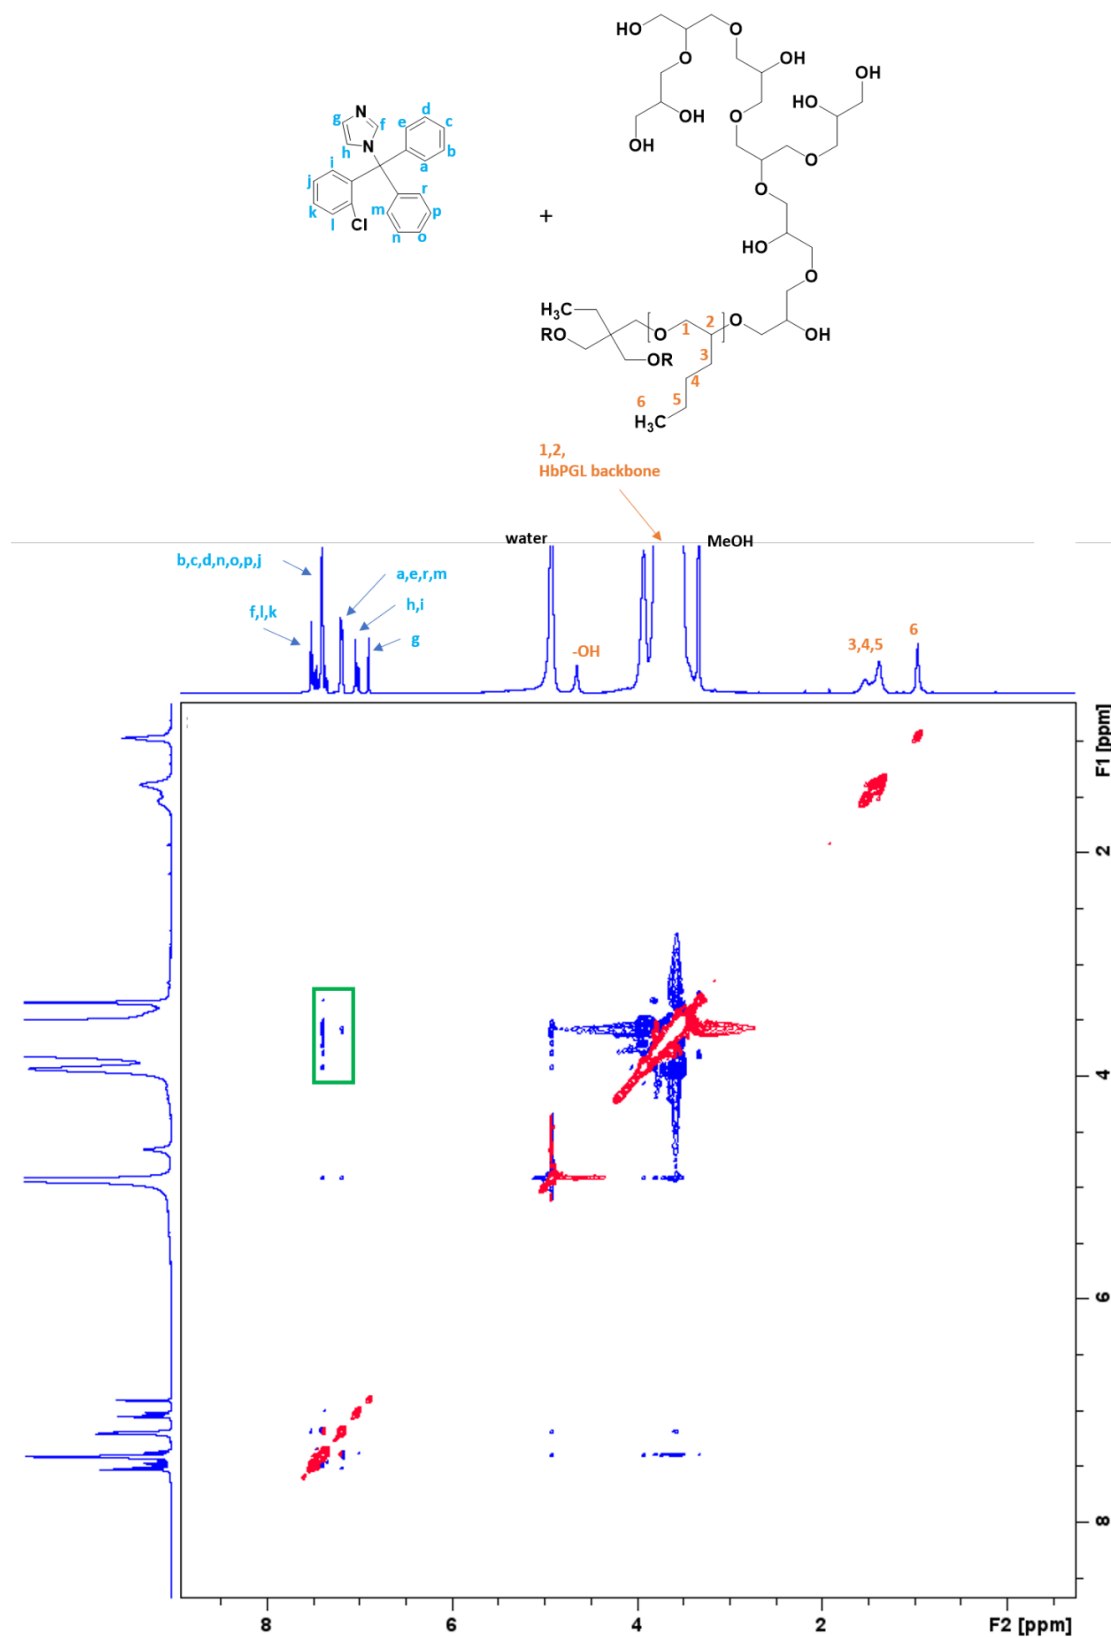 HO
O
O
OH
OH
OH
HO
OH
O
OH
O
O
HO
O
N
g
f
N
h
e
d
c
b
a
i
j
k
l
Cl
m
r
p
n
o
+
H₃C
RO
OR
O
1
2
O
OH
3
4
5
6
H₃C
1,2,
HbPGL backbone
water
MeOH
b,c,d,n,o,p,j
a,e,r,m
f,l,k
h,i
g
-OH
3,4,5
6
F1 [ppm]
2
4
6
8
8
6
4
2
F2 [ppm]